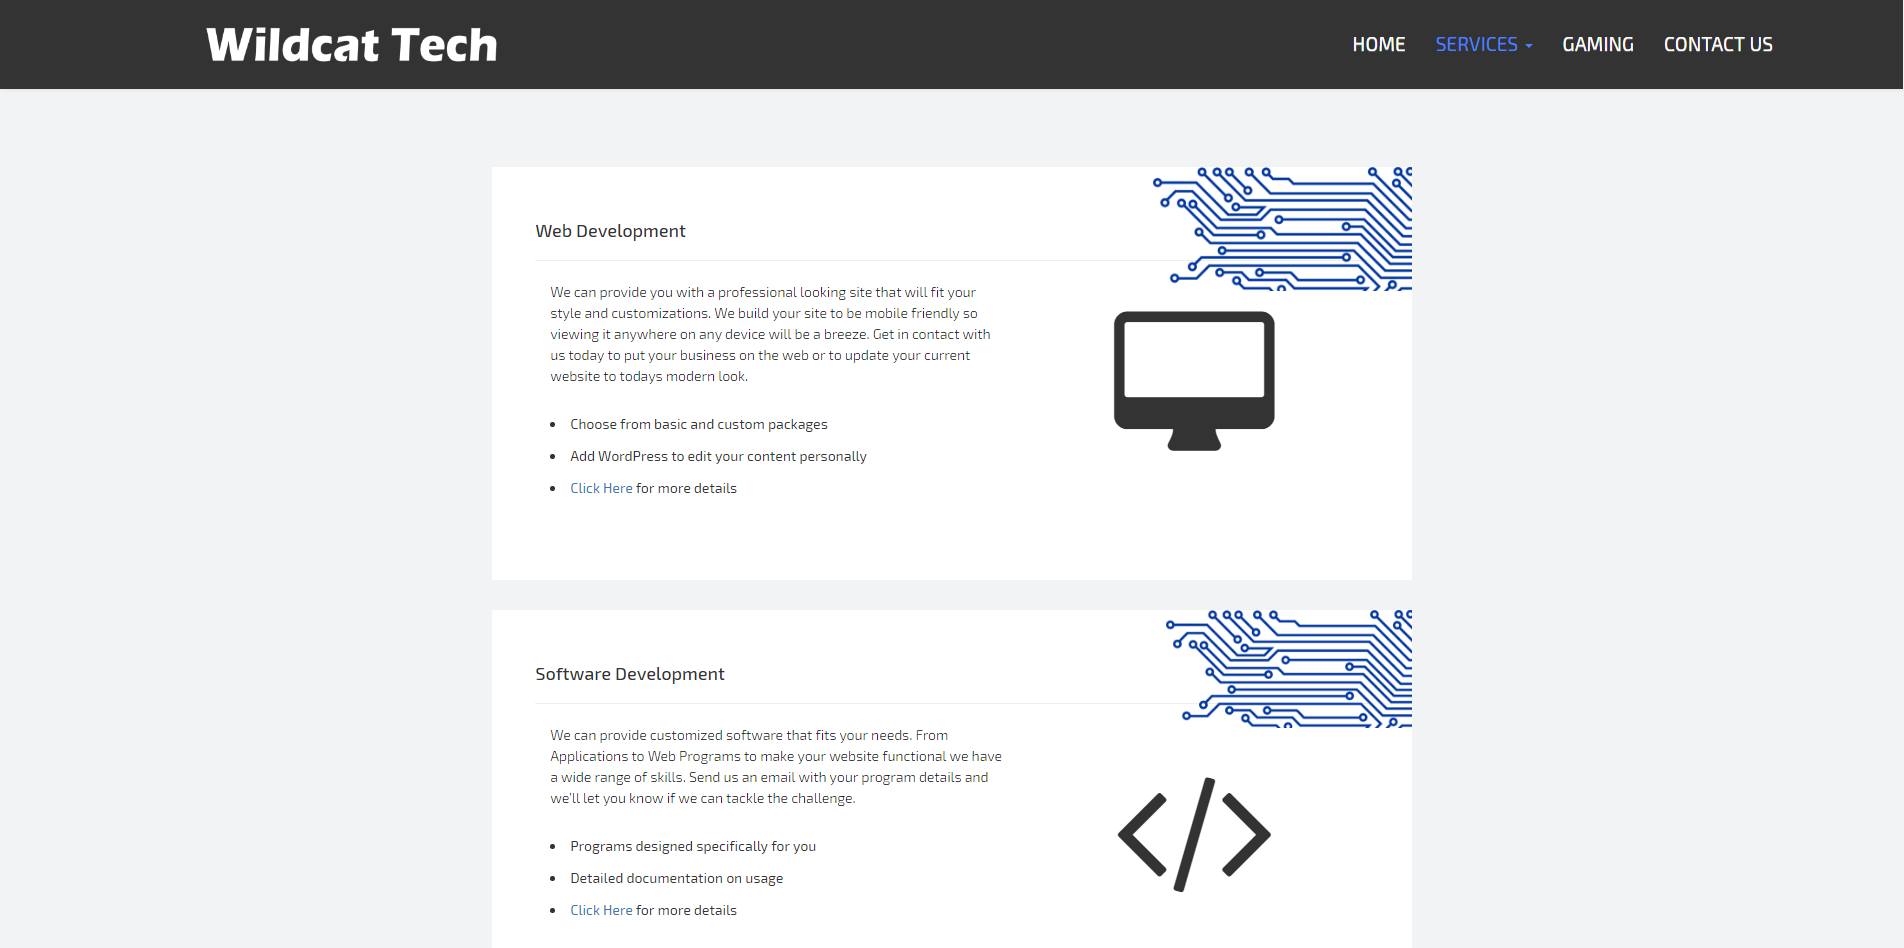 Wildcat Tech
HOME SERVICES GAMING CONTACT US
Web Development
We can provide you with a professional looking site that will fit your
style and customizations. We build your site to be mobile friendly so
viewing it anywhere on any device will be a breeze. Get in contact with
us today to put your business on the web or to update your current
website to todays modern look.
• Choose from basic and custom packages
• Add WordPress to edit your content personally
• Click Here for more details
Software Development
We can provide customized software that fits your needs. From
Applications to Web Programs to make your website functional we have
a wide range of skills. Send us an email with your program details and
we'll let you know if we can tackle the challenge.
• Programs designed specifically for you
• Detailed documentation on usage
• Click Here for more details